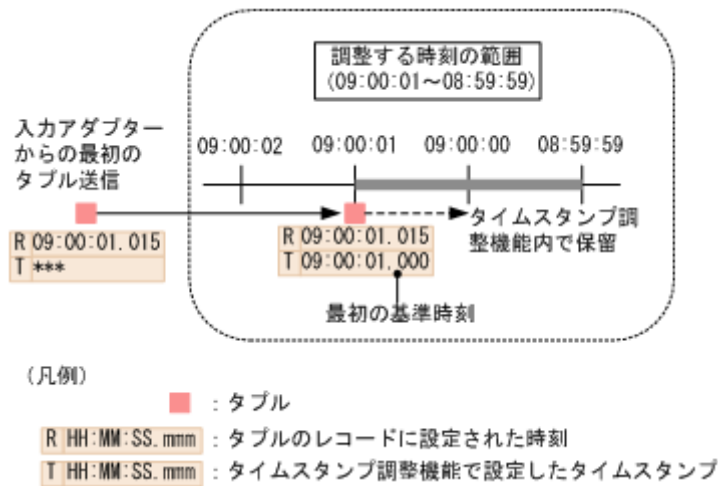 調整する時刻の範囲
(09:00:01～08:59:59)
入力アダプター
からの最初の
タプル送信
09:00:02 09:00:01 09:00:00 08:59:59
R 09:00:01.015
T ***
R 09:00:01.015
T 09:00:01.000
タイムスタンプ調
整機能内で保留
最初の基準時刻
(凡例)
：タプル
R HH:MM:SS.mmm ：タプルのレコードに設定された時刻
T HH:MM:SS.mmm ：タイムスタンプ調整機能で設定したタイムスタンプ